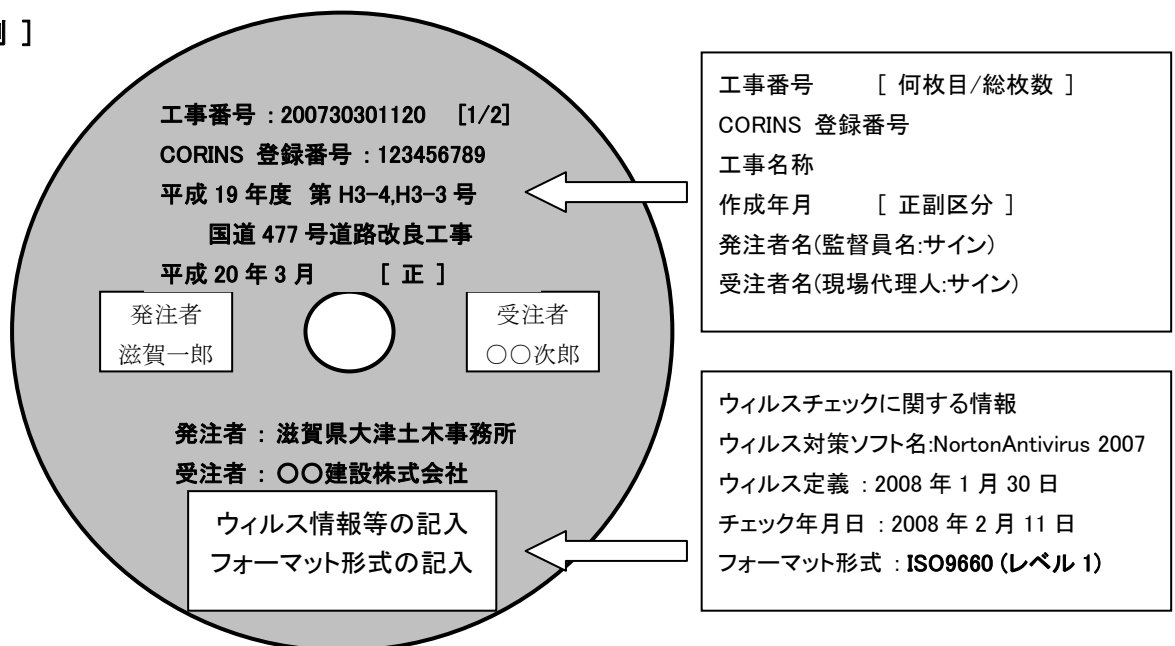 ]
工事番号 : 200730301120 [1/2]
CORINS 登録番号 : 123456789
平成 19 年度 第 H3-4,H3-3 号
国道 477 号道路改良工事
平成 20 年 3 月 [ 正 ]
発注者
滋賀一郎
受注者
○○次郎
発注者 : 滋賀県大津土木事務所
受注者 : ○○建設株式会社
ウィルス情報等の記入
フォーマット形式の記入
工事番号 [ 何枚目/総枚数 ]
CORINS 登録番号
工事名称
作成年月 [ 正副区分 ]
発注者名(監督員名:サイン)
受注者名(現場代理人:サイン)
ウィルスチェックに関する情報
ウィルス対策ソフト名:NortonAntivirus 2007
ウィルス定義 : 2008 年 1 月 30 日
チェック年月日 : 2008 年 2 月 11 日
フォーマット形式 : ISO9660 (レベル 1)